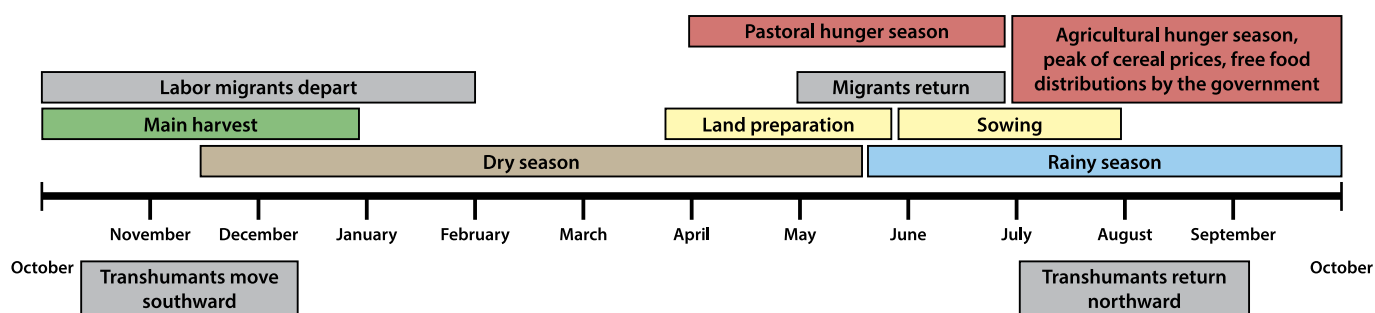 Pastoral hunger season
Agricultural hunger season,
peak of cereal prices, free food
distributions by the government
Labor migrants depart
Migrants return
Main harvest
Land preparation
Sowing
Dry season
Rainy season
November
December
January
February
March
April
May
June
July
August
September
October
October
Transhumants move
southward
Transhumants return
northward